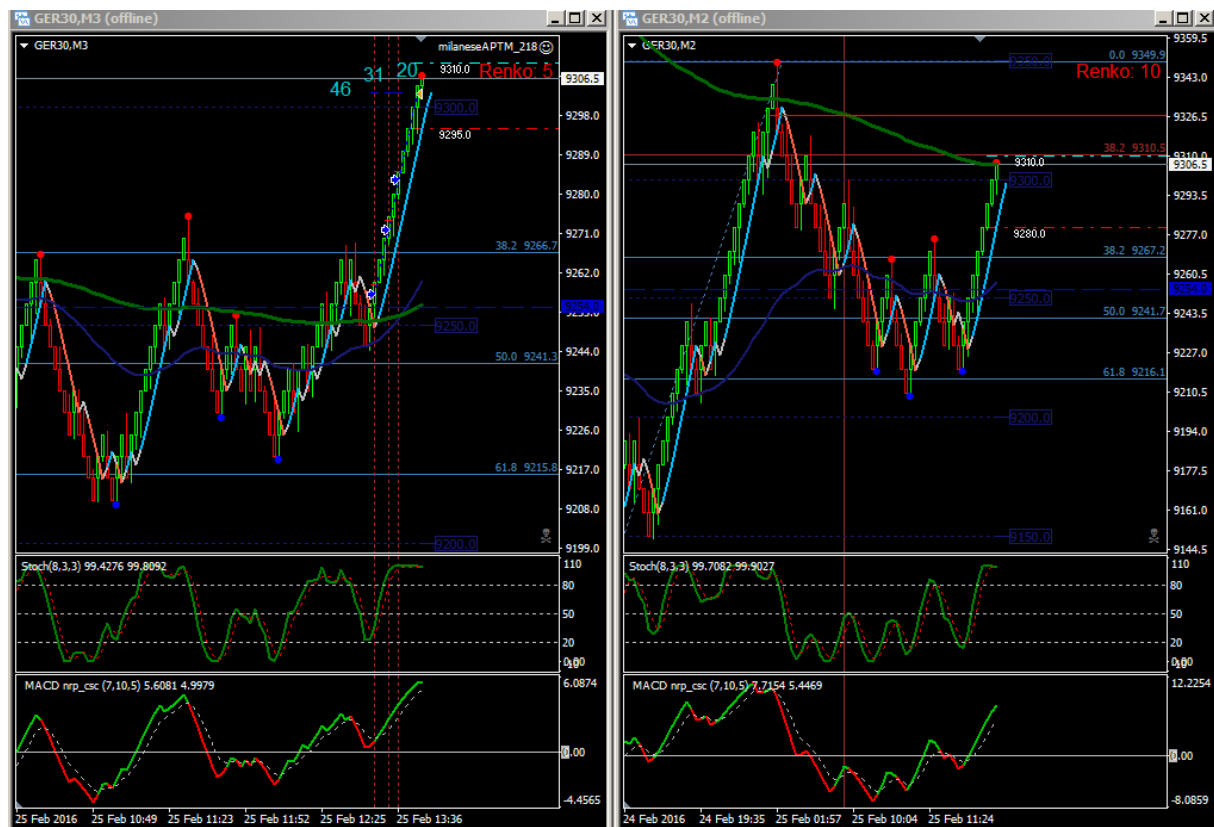 GER30,M3 (offline)
GER30,M3
milaneseAPTM_218
46
31
20
9310.0
Renko: 5
9306.5
9300.0
9298.0
9295.0
9289.0
9280.0
9271.0
38.2 9266.7
9262.0
9250.0
9244.0
50.0 9241.3
9235.0
9226.0
9217.0
61.8 9215.8
9208.0
9200.0
9199.0
Stoch(8,3,3) 99.4276 99.8092
110
80
50
20
MACD nrp_csc (7,10,5) 5.6081 4.9979
6.0874
0.00
-4.4565
25 Feb 2016
25 Feb 10:49
25 Feb 11:23
25 Feb 11:52
25 Feb 12:25
25 Feb 13:36
GER30,M2 (offline)
GER30,M2
9359.5
0.0 9349.9
9350.0
Renko: 10
9343.0
9326.5
38.2 9310.5
9310.0
9310.0
9306.5
9300.0
9293.5
9280.0
9277.0
38.2 9267.2
9260.5
9250.0
9243.5
50.0 9241.7
9227.0
61.8 9216.1
9210.5
9200.0
9194.0
9177.5
9161.0
9150.0
9144.5
Stoch(8,3,3) 99.7082 99.9027
110
80
50
20
MACD nrp_csc (7,10,5) 7.7154 5.4469
12.2254
0.00
-8.0859
24 Feb 2016
24 Feb 19:35
25 Feb 01:57
25 Feb 10:04
25 Feb 11:24